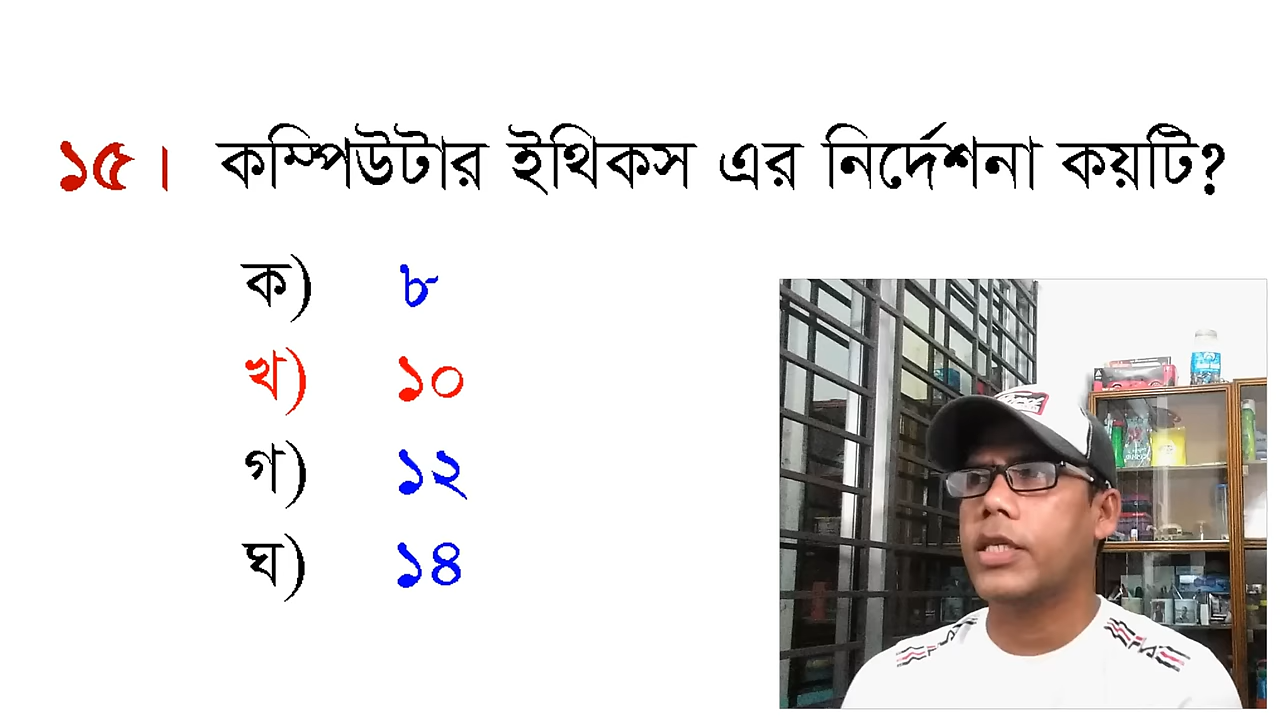 ১৫। কম্পিউটার ইথিকস এর নির্দেশনা কয়টি?
ক) ৮
খ) ১০
গ) ১২
ঘ) ১৪